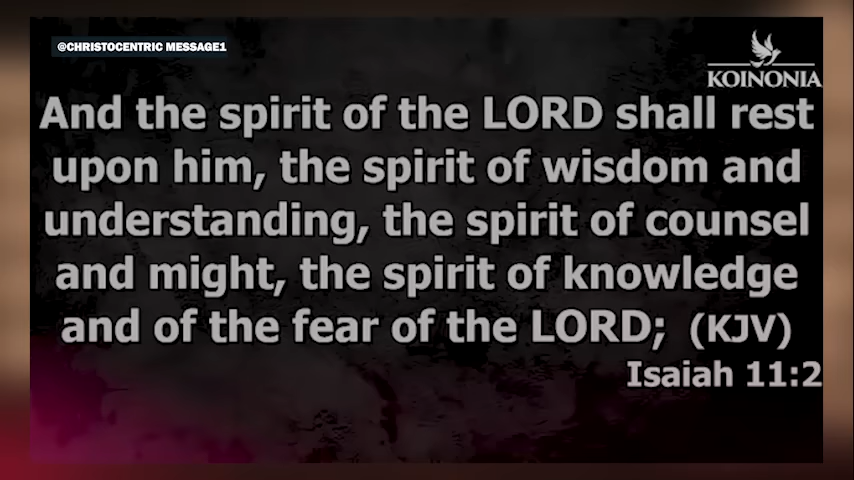 @CHRISTOCENTRIC MESSAGE1
KOINONIA
And the spirit of the LORD shall rest
upon him, the spirit of wisdom and
understanding, the spirit of counsel
and might, the spirit of knowledge
and of the fear of the LORD; (KJV)
Isaiah 11:2